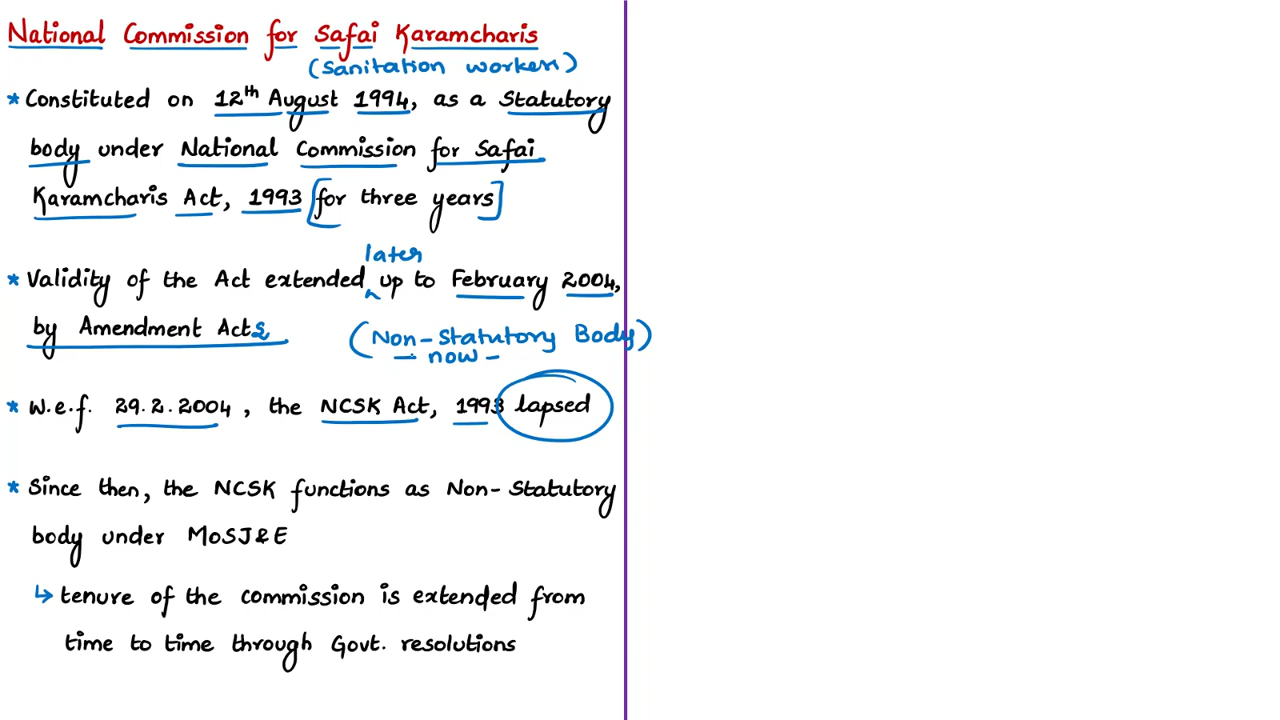 National Commission for Safai Karamcharis
(Sanitation workers)
* Constituted on 12th August 1994, as a Statutory
body under National Commission for Safai
Karamcharis Act, 1993 [for three years]
later
* Validity of the Act extended ^ up to February 2004,
by Amendment Acts
(Non-Statutory Body)
- now -
* W.e.f. 29.2.2004, the NCSK Act, 1993 lapsed
* Since then, the NCSK functions as Non-Statutory
body under MoSJ&E
↳ tenure of the commission is extended from
time to time through Govt. resolutions